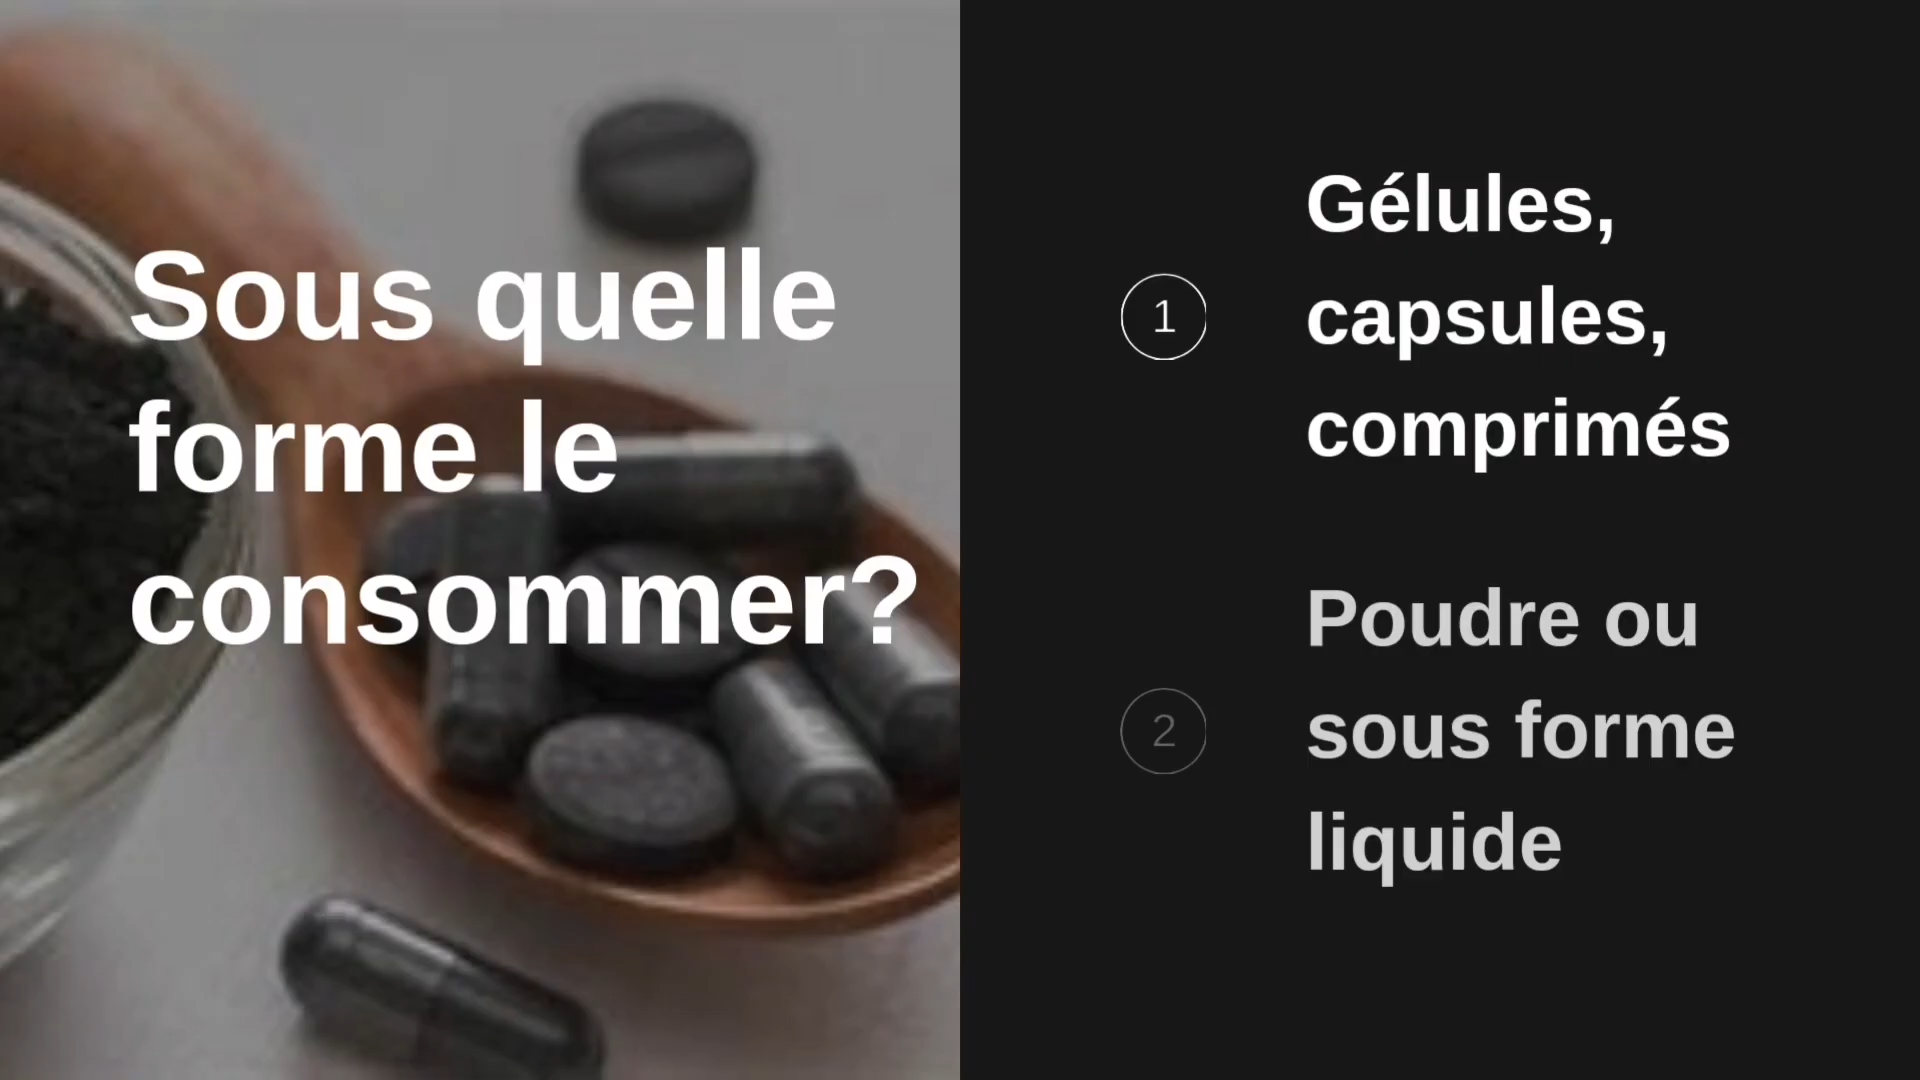 Sous quelle
forme le
consommer?
1
Gélules,
capsules,
comprimés
2
Poudre ou
sous forme
liquide